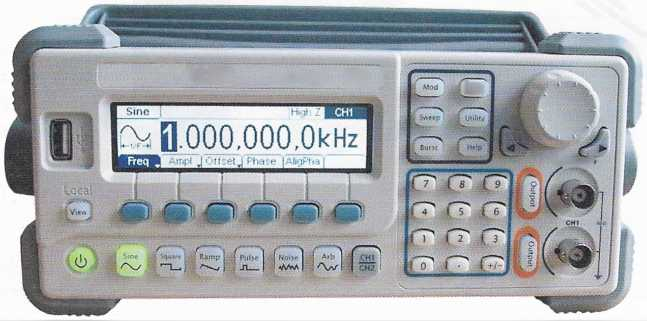 Sine High Z CH1
1.000,000,0kHz
←1/F→
Freq Ampl Offset Phase AligPha
Mod
Sweep Utility
Burst Help
Local
View
7 8 9
4 5 6
1 2 3
0 . +/-
Output
CH1
Output
Sine Square Ramp Pulse Noise Arb CH1
CH2